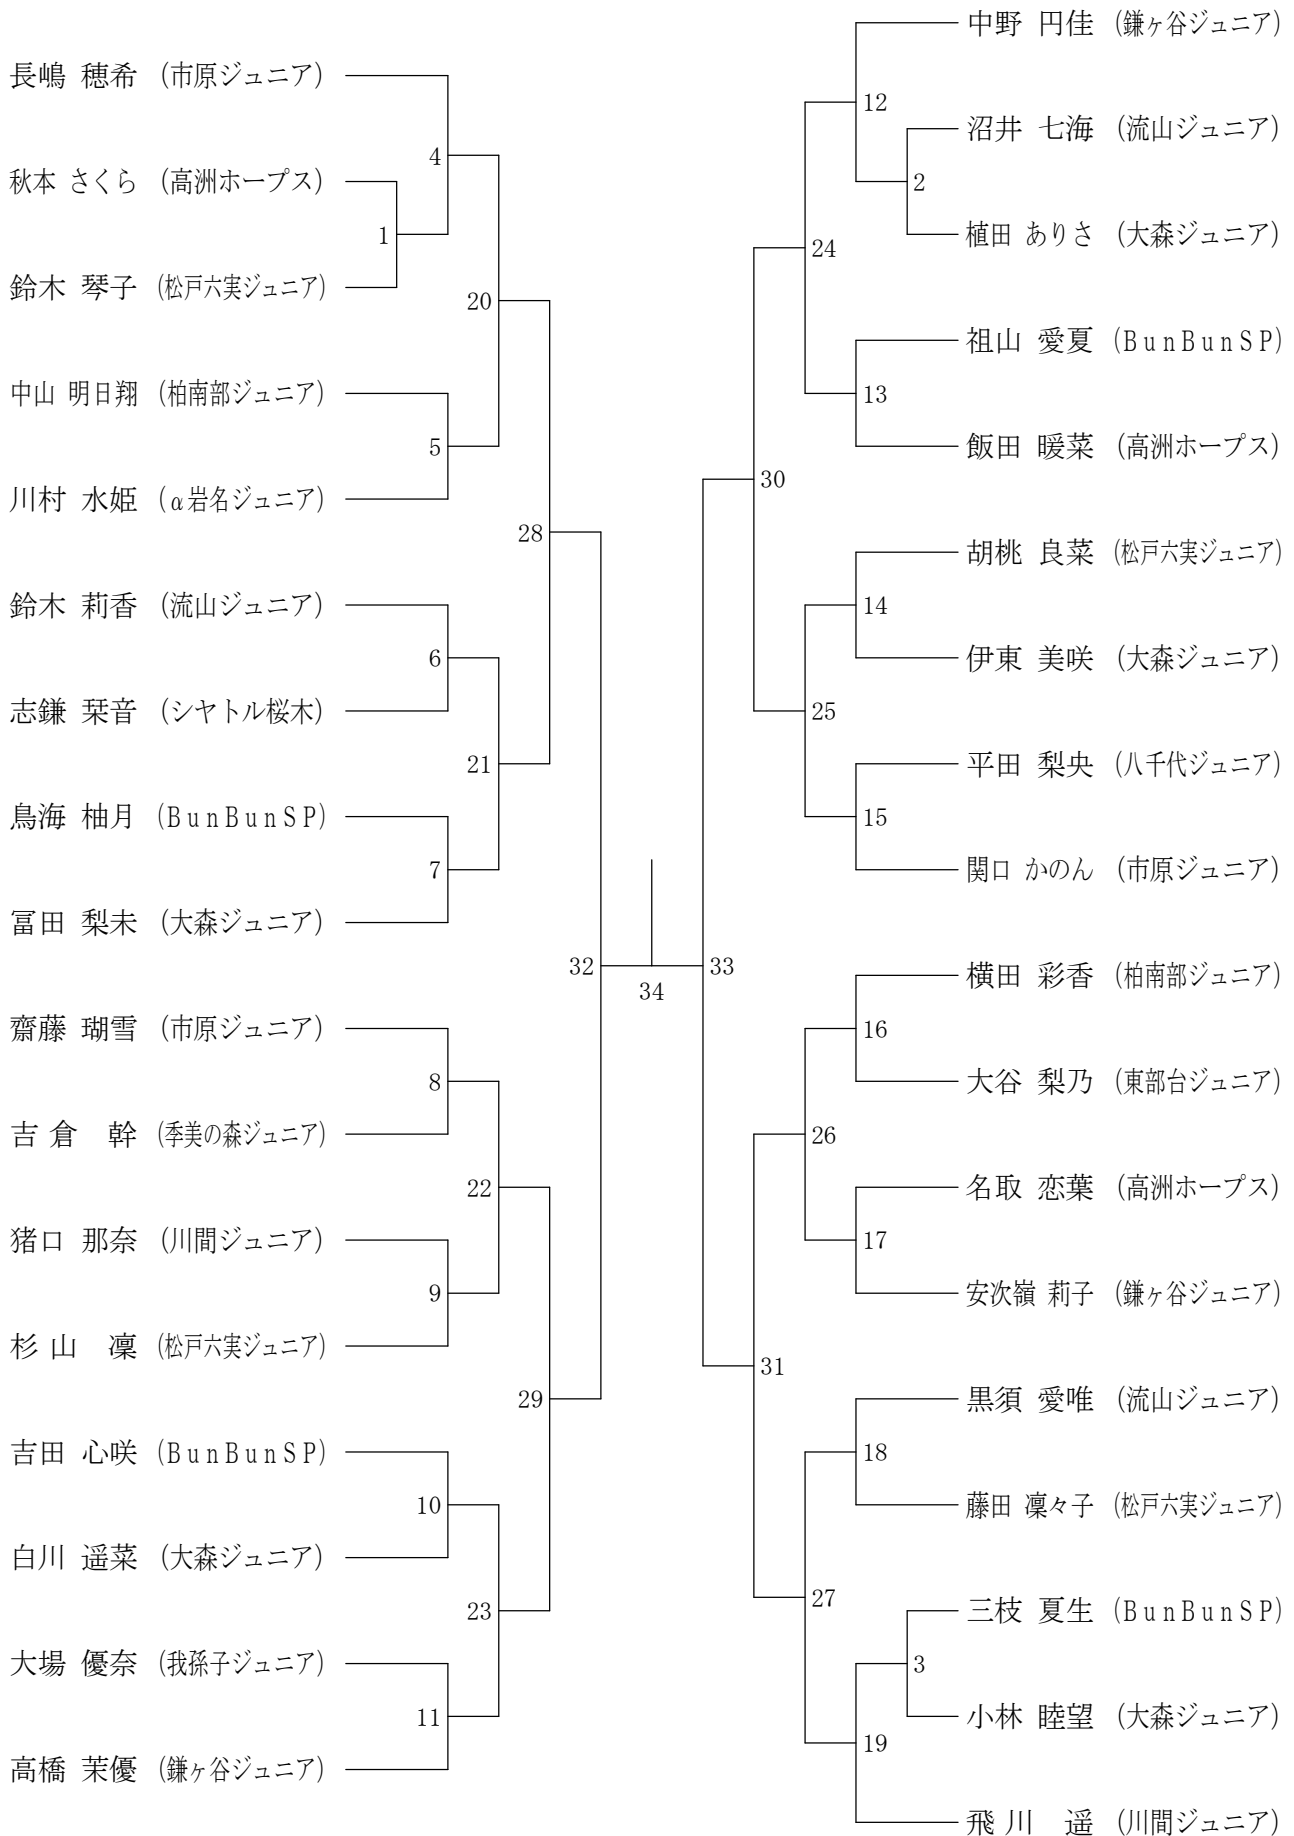 長嶋 穂希 (市原ジュニア)
秋本 さくら (高洲ホープス)
鈴木 琴子 (松戸六実ジュニア)
中山 明日翔 (柏南部ジュニア)
川村 水姫 (α岩名ジュニア)
鈴木 莉香 (流山ジュニア)
志鎌 栞音 (シヤトル桜木)
鳥海 柚月 (BunBunSP)
冨田 梨未 (大森ジュニア)
齋藤 瑚雪 (市原ジュニア)
吉倉 幹 (季美の森ジュニア)
猪口 那奈 (川間ジュニア)
杉山 凜 (松戸六実ジュニア)
吉田 心咲 (BunBunSP)
白川 遥菜 (大森ジュニア)
大場 優奈 (我孫子ジュニア)
高橋 茉優 (鎌ヶ谷ジュニア)
1
4
5
6
7
8
9
10
11
20
21
22
23
28
29
32
34
33
30
31
24
25
26
27
12
13
14
15
16
17
18
19
2
3
中野 円佳 (鎌ヶ谷ジュニア)
沼井 七海 (流山ジュニア)
植田 ありさ (大森ジュニア)
祖山 愛夏 (BunBunSP)
飯田 暖菜 (高洲ホープス)
胡桃 良菜 (松戸六実ジュニア)
伊東 美咲 (大森ジュニア)
平田 梨央 (八千代ジュニア)
関口 かのん (市原ジュニア)
横田 彩香 (柏南部ジュニア)
大谷 梨乃 (東部台ジュニア)
名取 恋葉 (高洲ホープス)
安次嶺 莉子 (鎌ヶ谷ジュニア)
黒須 愛唯 (流山ジュニア)
藤田 凜々子 (松戸六実ジュニア)
三枝 夏生 (BunBunSP)
小林 睦望 (大森ジュニア)
飛川 遥 (川間ジュニア)